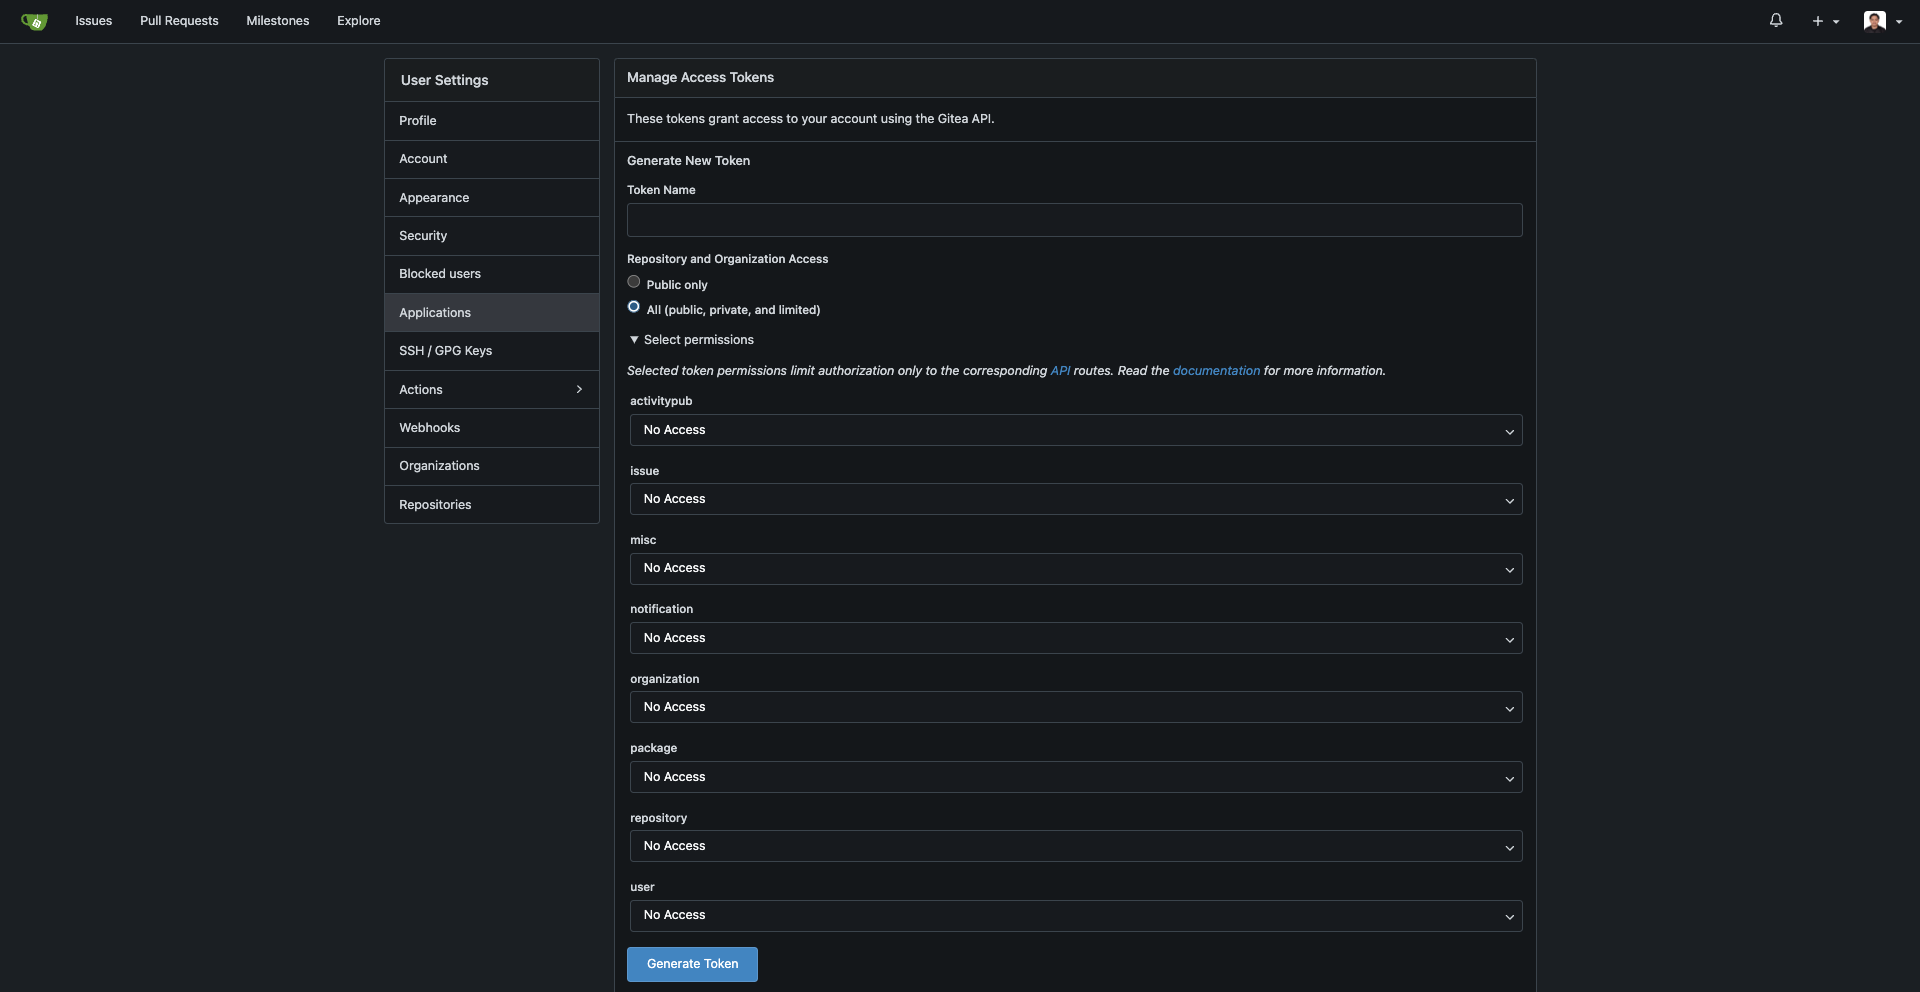 Issues
Pull Requests
Milestones
Explore
User Settings
Profile
Account
Appearance
Security
Blocked users
Applications
SSH / GPG Keys
Actions
Webhooks
Organizations
Repositories
Manage Access Tokens
These tokens grant access to your account using the Gitea API.
Generate New Token
Token Name
Repository and Organization Access
Public only
All (public, private, and limited)
Select permissions
Selected token permissions limit authorization only to the corresponding API routes. Read the documentation for more information.
activitypub
No Access
issue
No Access
misc
No Access
notification
No Access
organization
No Access
package
No Access
repository
No Access
user
No Access
Generate Token